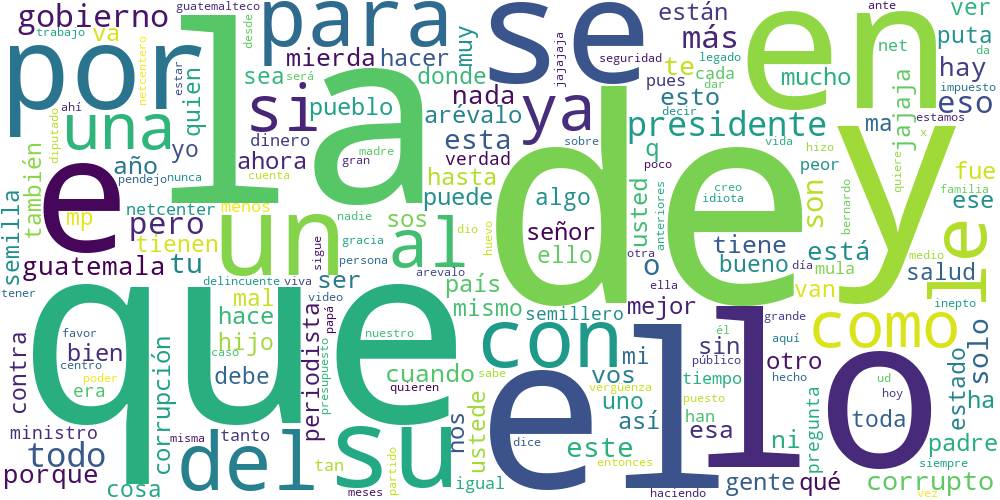 guatemalteco
desde
para
se
en
están
ante
ver
gobierno
trabajo
va
estar
netcentero
quien
será
sea
muy
hacer
mierda
donde
jajajaja
seguridad
más
legado
net
da
puta
por
la
te
cada
mucho
hay
pues
dar
impuesto
si
pueblo
nada
ya
esto
decir
jajaja
eso
ahí
una
arévalo
presidente
estamos
diputado
yo
dinero
esta
de
y
ma
x
e
año
ahora
verdad
sobre
q
vida
hizo
fue
también
pendejo
nunca
gran
madre
hasta
poco
peor
quiere
familia
cuenta
algo
creo
idiota
son
ese
semilla
mp
netcenter
menos
un
al
sos
puede
usted
anteriores
bernardo
le
pero
nadie
dio
huevo
señor
tienen
gracia
tiene
está
medio
guatemala
tu
sigue
persona
arevalo
ello
o
otra
bueno
mula
día
salud
delincuente
viva
video
ser
país
ella
van
inepto
tener
que
mal
papá
mismo
semillero
mejor
él
grande
contra
hace
con
lo
como
favor
hijo
nuestro
el
sin
otro
aquí
solo
bien
caso
mi
público
hecho
centro
corrupción
debe
presupuesto
cuando
sabe
vos
tiempo
ud
estado
era
poder
periodista
quieren
vergüenza
puesto
hoy
ha
ministro
misma
tanto
del
su
nos
ustede
uno
han
pregunta
toda
todo
dice
este
así
esa
ni
padre
porque
cosa
tan
partido
igual
entonces
gente
qué
siempre
meses
haciendo
corrupto
vez